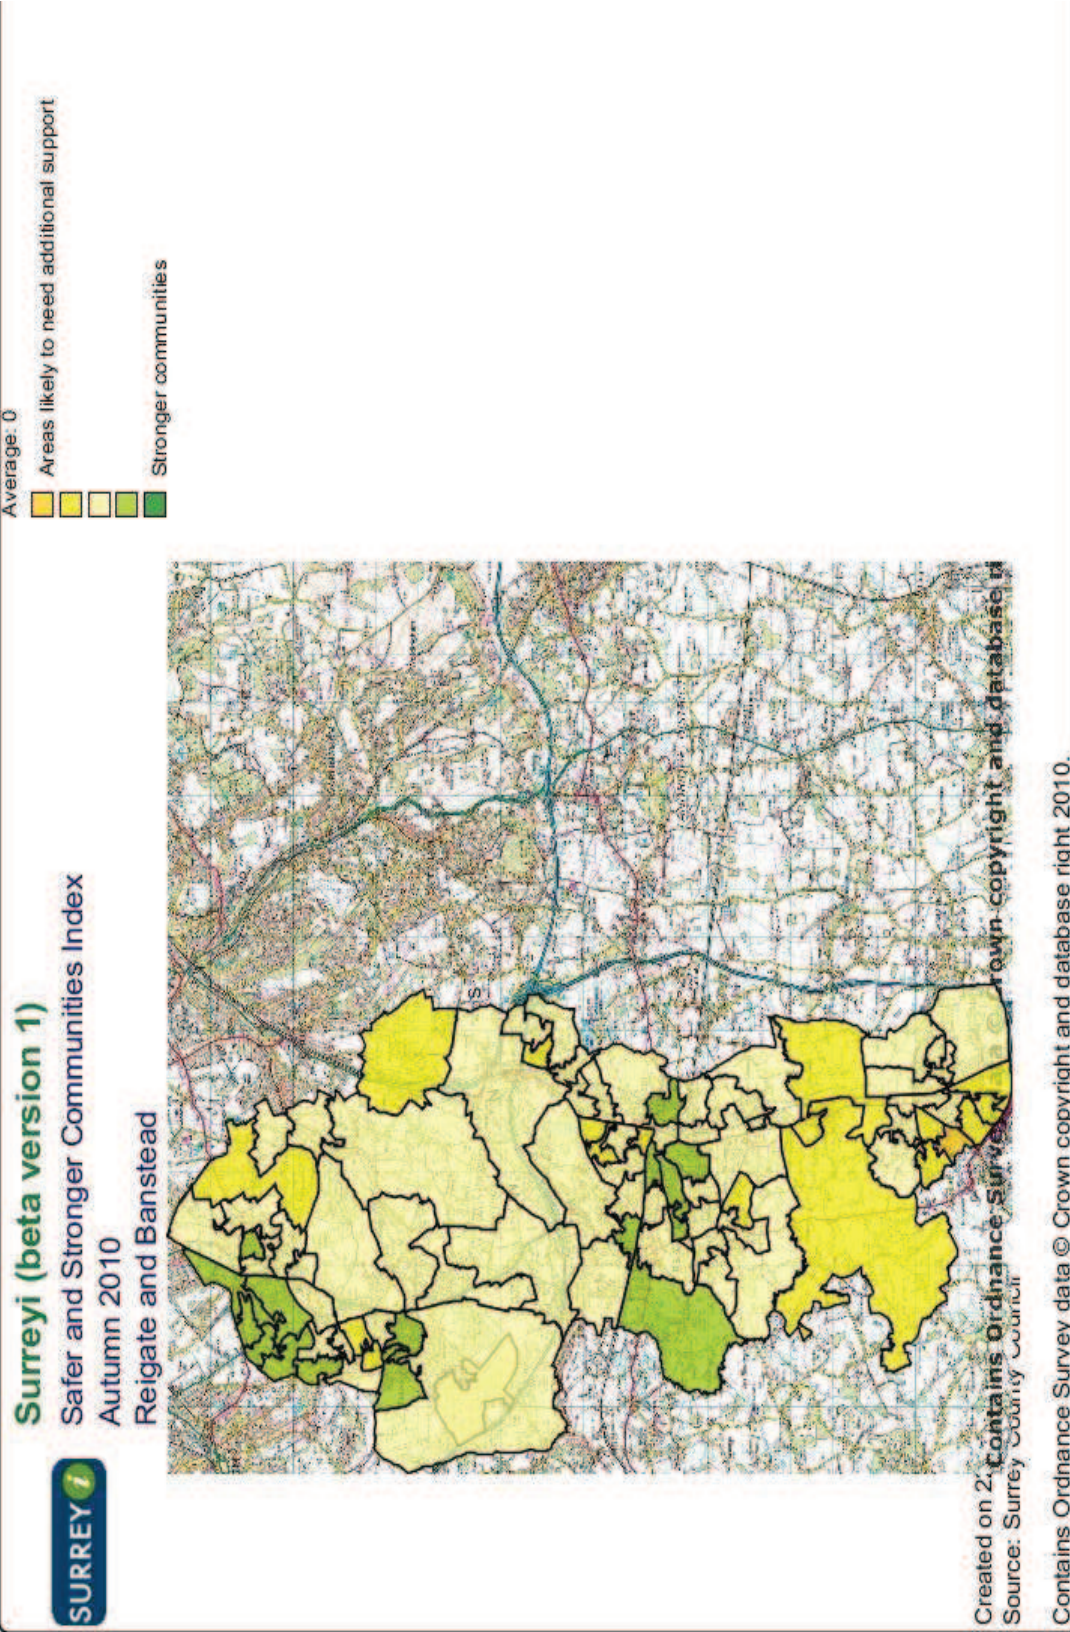 SURREY i
Surreyi (beta version 1)
Safer and Stronger Communities Index
Autumn 2010
Reigate and Banstead
Average: 0
Areas likely to need additional support
Stronger communities
Contains Ordnance Survey crown copyright and database
Created on 2
Source: Surrey County Council
Contains Ordnance Survey data © Crown copyright and database right 2010.